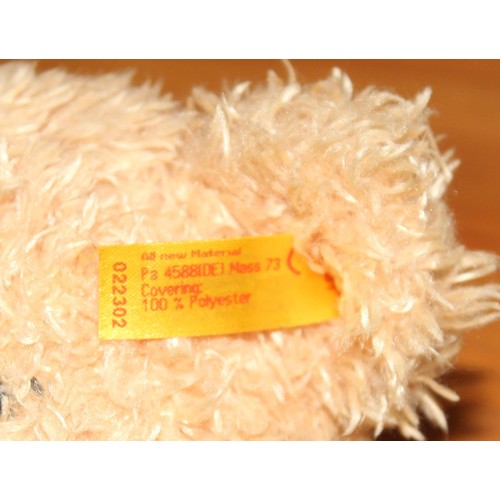 All new Material
Pa 4588(DE) Mass 73
Covering:
100 % Polyester
022302